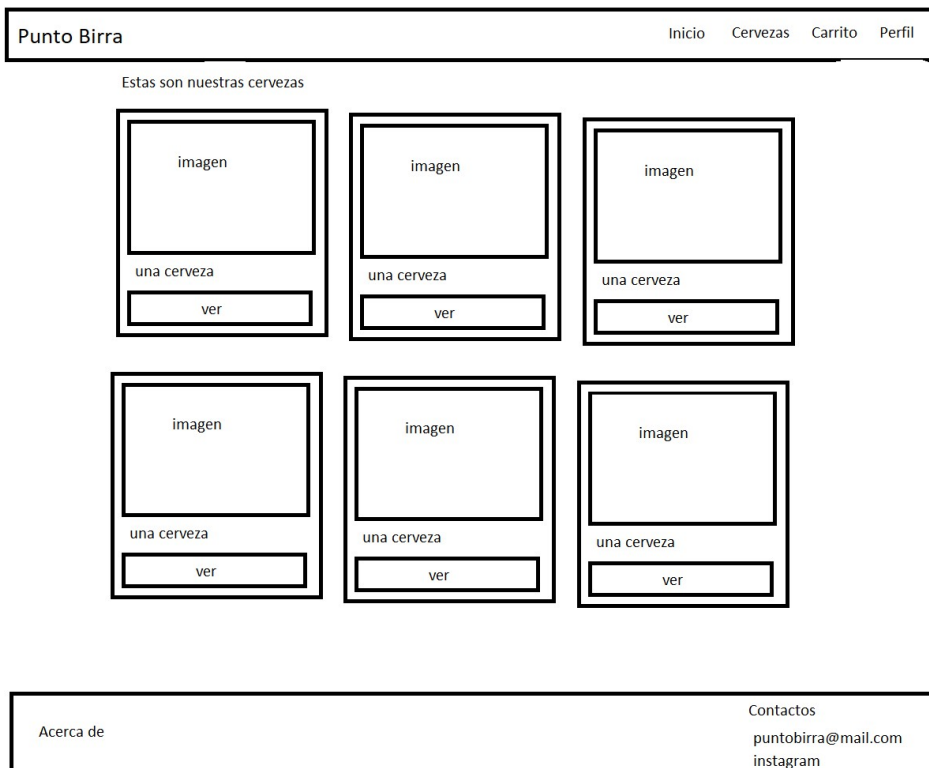 Punto Birra
Inicio Cervezas Carrito Perfil
Estas son nuestras cervezas
imagen
una cerveza
ver
imagen
una cerveza
ver
imagen
una cerveza
ver
imagen
una cerveza
ver
imagen
una cerveza
ver
imagen
una cerveza
ver
Acerca de
Contactos
puntobirra@mail.com
instagram